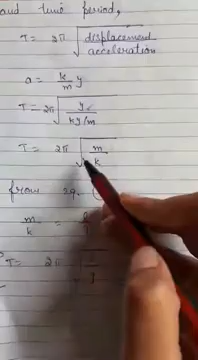 and time period,
T = 2π √(displacement / acceleration)
a = k/m y
T = 2π √(y / ky/m)
T = 2π √(m / k)
from eq.
m/k =
T = 2π √